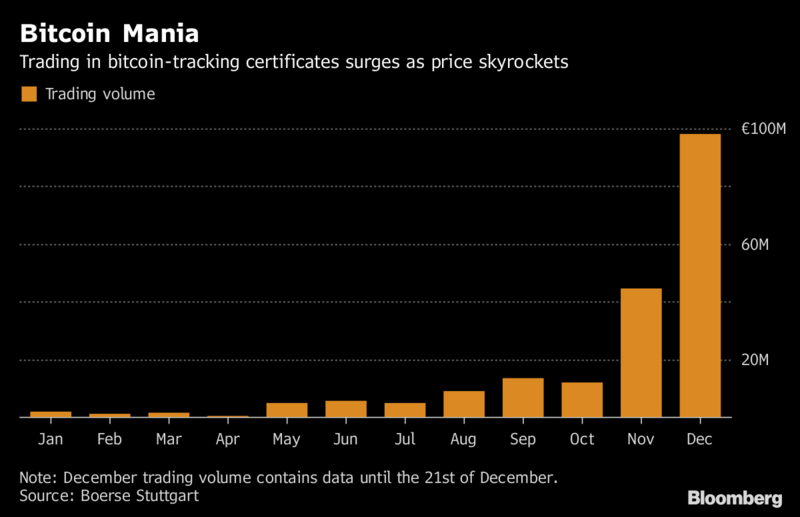 Bitcoin Mania
Trading in bitcoin-tracking certificates surges as price skyrockets
Trading volume
€100M
60M
20M
Jan Feb Mar Apr May Jun Jul Aug Sep Oct Nov Dec
Note: December trading volume contains data until the 21st of December.
Source: Boerse Stuttgart
Bloomberg